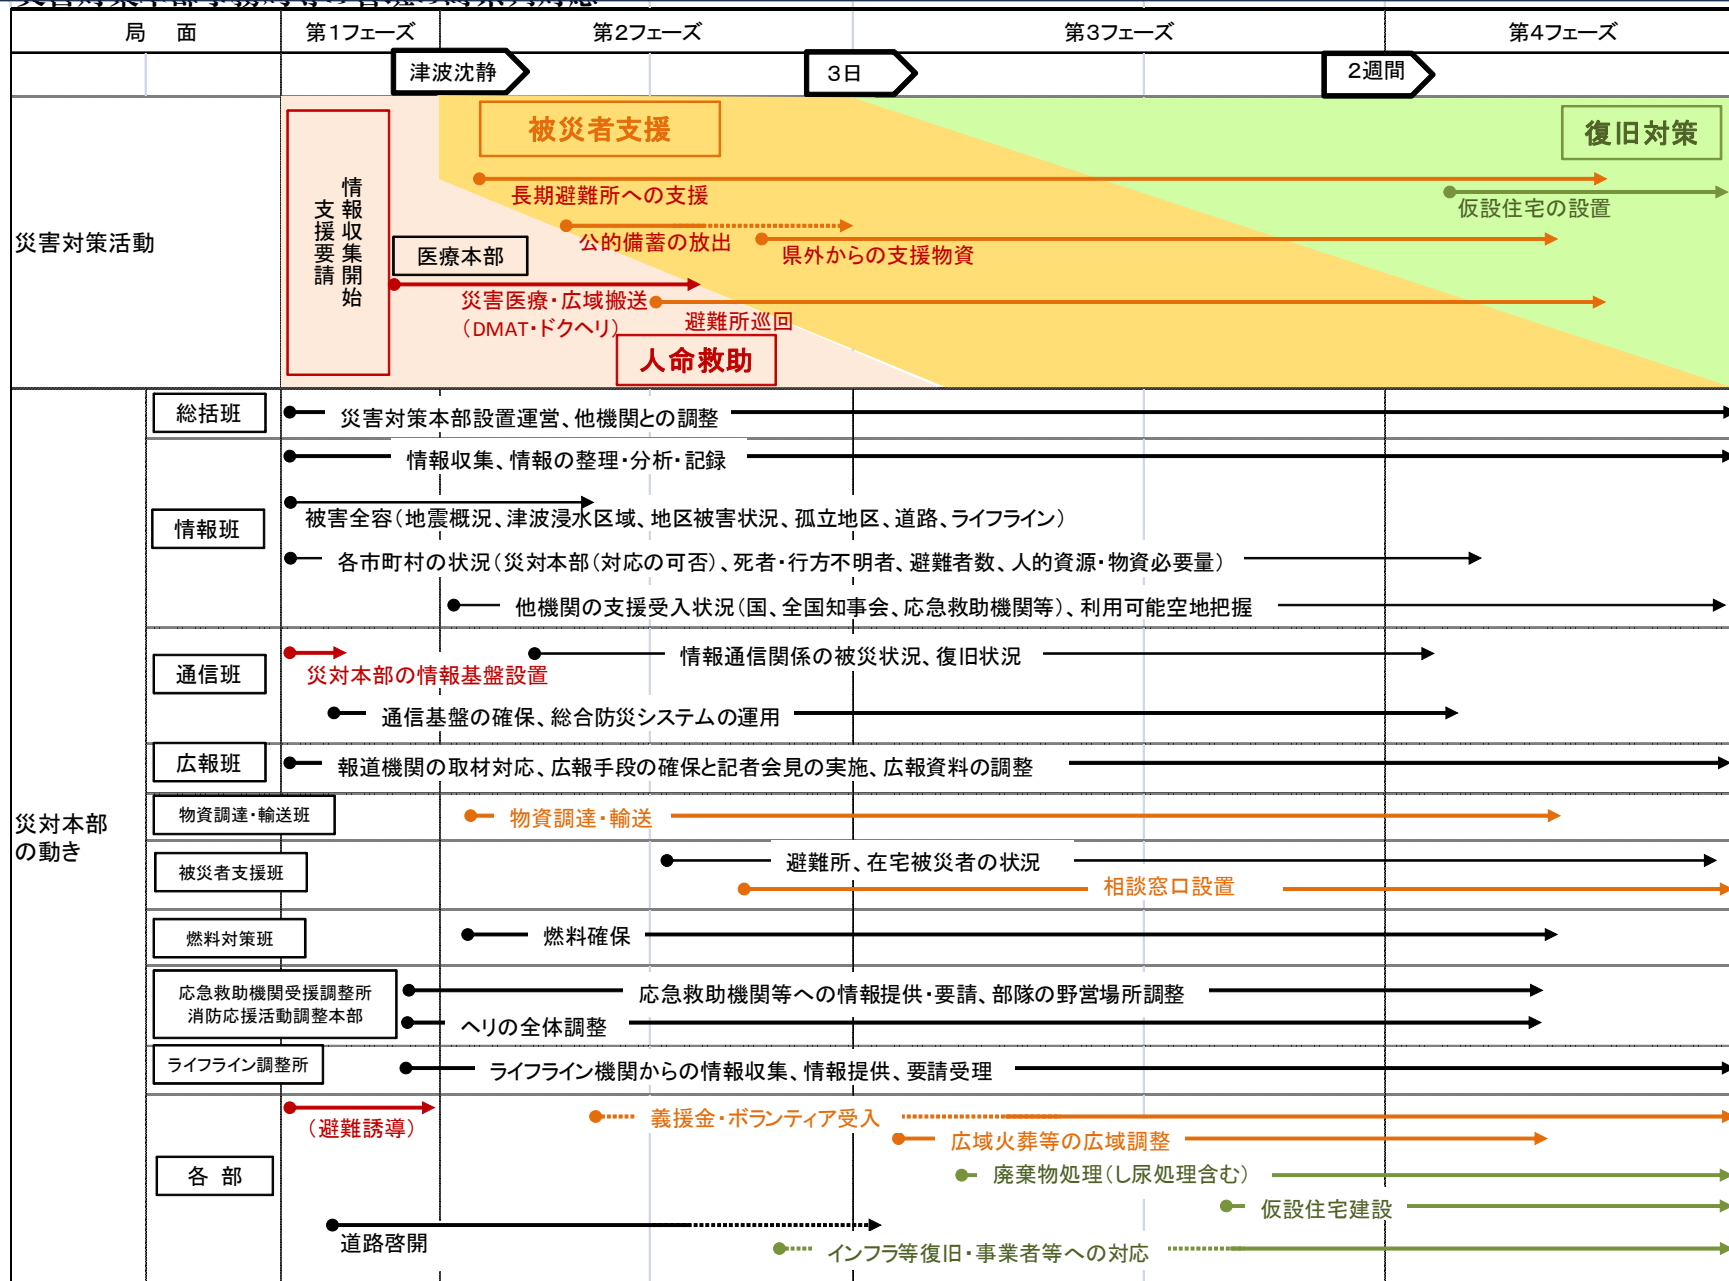 災害対策本部事務局等の各班の時系列対応
局　面
第1フェーズ
第2フェーズ
第3フェーズ
第4フェーズ
津波沈静
3日
2週間
災害対策活動
情報収集開始
支援要請
被災者支援
復旧対策
長期避難所への支援
仮設住宅の設置
公的備蓄の放出
県外からの支援物資
医療本部
災害医療・広域搬送
（DMAT・ドクヘリ）
避難所巡回
人命救助
災対本部
の動き
総括班
災害対策本部設置運営、他機関との調整
情報班
情報収集、情報の整理・分析・記録
被害全容（地震概況、津波浸水区域、地区被害状況、孤立地区、道路、ライフライン）
各市町村の状況（災対本部（対応の可否）、死者・行方不明者、避難者数、人的資源・物資必要量）
他機関の支援受入状況（国、全国知事会、応急救助機関等）、利用可能空地把握
通信班
災対本部の情報基盤設置
情報通信関係の被災状況、復旧状況
通信基盤の確保、総合防災システムの運用
広報班
報道機関の取材対応、広報手段の確保と記者会見の実施、広報資料の調整
物資調達・輸送班
物資調達・輸送
被災者支援班
避難所、在宅被災者の状況
相談窓口設置
燃料対策班
燃料確保
応急救助機関受援調整所
消防応援活動調整本部
応急救助機関等への情報提供・要請、部隊の野営場所調整
ヘリの全体調整
ライフライン調整所
ライフライン機関からの情報収集、情報提供、要請受理
各　部
（避難誘導）
義援金・ボランティア受入
広域火葬等の広域調整
廃棄物処理（し尿処理含む）
仮設住宅建設
道路啓開
インフラ等復旧・事業者等への対応